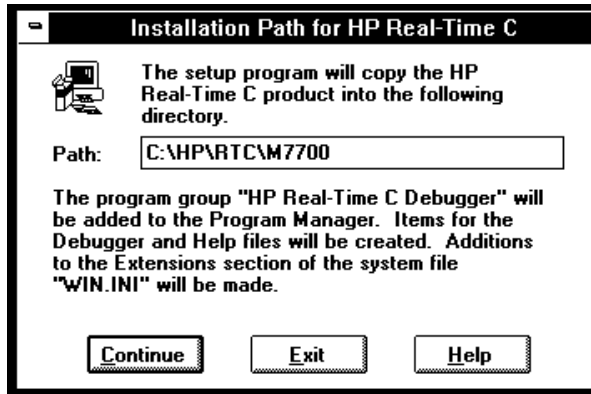 Installation Path for HP Real-Time C
The setup program will copy the HP
Real-Time C product into the following
directory.
Path: C:\HP\RTC\M7700
The program group "HP Real-Time C Debugger" will
be added to the Program Manager. Items for the
Debugger and Help files will be created. Additions
to the Extensions section of the system file
"WIN.INI" will be made.
Continue Exit Help